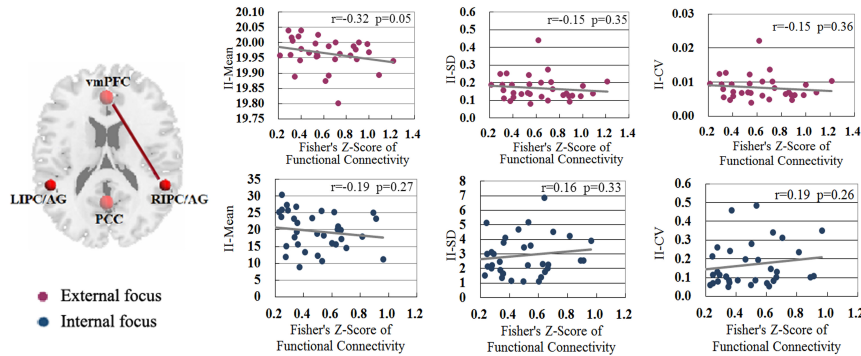 vmPFC
LIPC/AG
RIPC/AG
PCC
External focus
Internal focus
r=-0.32 p=0.05
II-Mean
20.05
20.00
19.95
19.90
19.85
19.80
19.75
0.2 0.4 0.6 0.8 1.0 1.2 1.4
Fisher's Z-Score of
Functional Connectivity
r=-0.15 p=0.35
II-SD
0.6
0.5
0.4
0.3
0.2
0.1
0.0
0.2 0.4 0.6 0.8 1.0 1.2 1.4
Fisher's Z-Score of
Functional Connectivity
r=-0.15 p=0.36
II-CV
0.03
0.02
0.01
0.00
0.2 0.4 0.6 0.8 1.0 1.2 1.4
Fisher's Z-Score of
Functional Connectivity
r=-0.19 p=0.27
III-Mean
35
30
25
20
15
10
5
0
0.2 0.4 0.6 0.8 1.0 1.2
Fisher's Z-Score of
Functional Connectivity
r=0.16 p=0.33
III-SD
8
7
6
5
4
3
2
1
0
0.2 0.4 0.6 0.8 1.0 1.2
Fisher's Z-Score of
Functional Connectivity
r=0.19 p=0.26
II-CV
0.6
0.5
0.4
0.3
0.2
0.1
0.0
0.2 0.4 0.6 0.8 1.0 1.2
Fisher's Z-Score of
Functional Connectivity